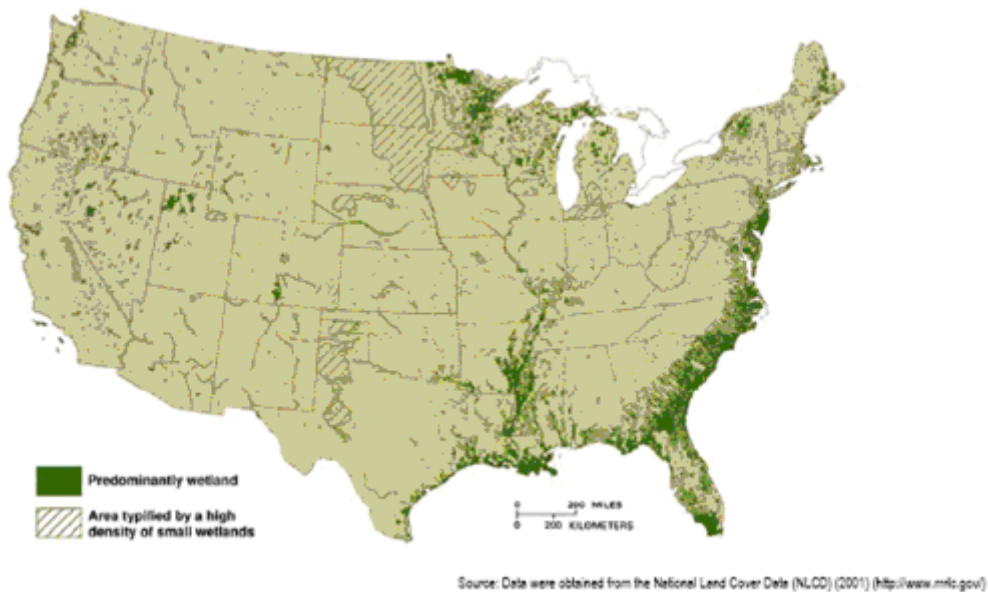 Predominantly wetland
Area typified by a high
density of small wetlands
0 200 MILES
0 200 KILOMETERS
Source: Data were obtained from the National Land Cover Data (NLCD) (2001) (http://www.mrlc.gov/)